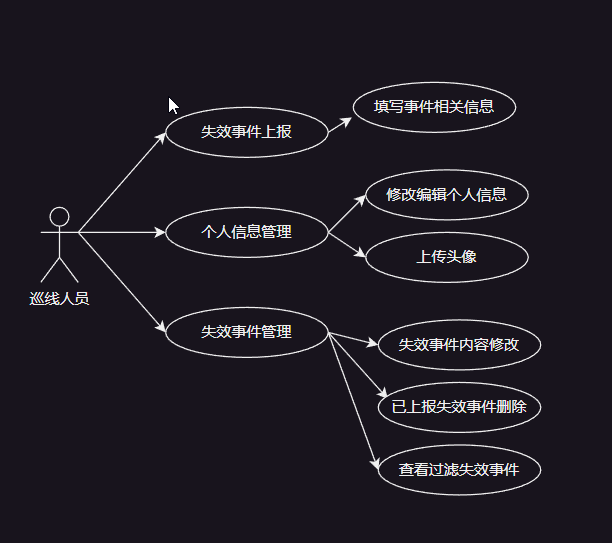 填写事件相关信息
失效事件上报
修改编辑个人信息
个人信息管理
上传头像
巡线人员
失效事件管理
失效事件内容修改
已上报失效事件删除
查看过滤失效事件